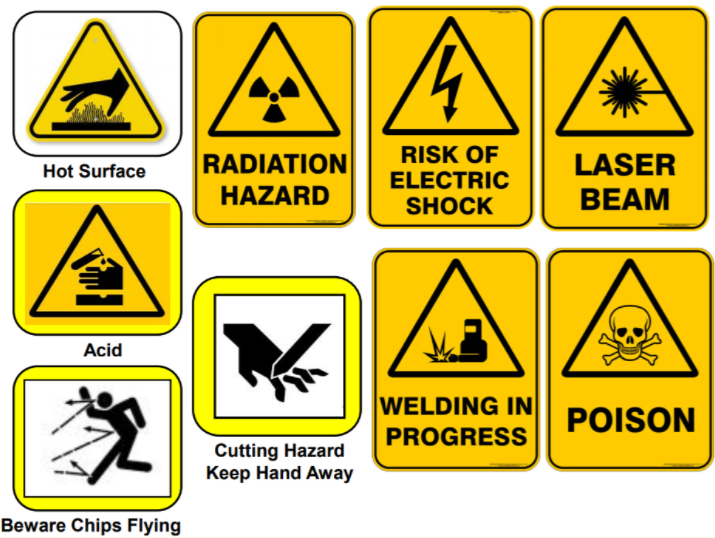 Hot Surface
RADIATION
HAZARD
RISK OF
ELECTRIC
SHOCK
LASER
BEAM
Acid
Cutting Hazard
Keep Hand Away
WELDING IN
PROGRESS
POISON
Beware Chips Flying